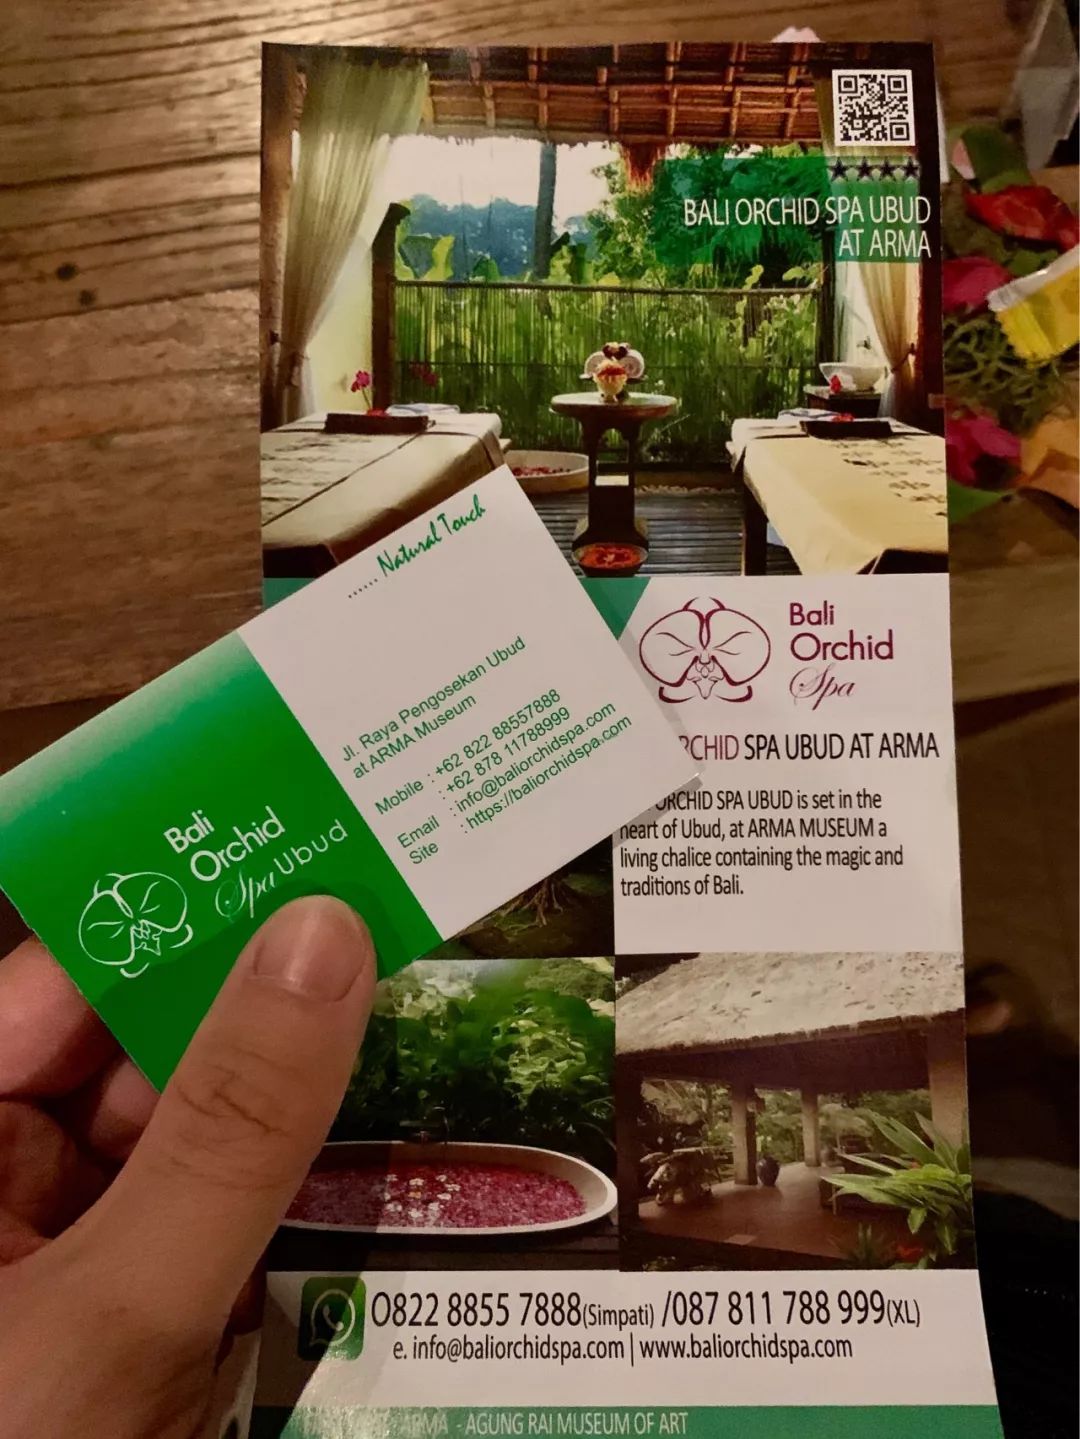 BALI ORCHID SPA UBUD
AT ARMA
...... Natural Touch
Jl. Raya Pengosekan Ubud
at ARMA Museum
Mobile : +62 822 88557888
: +62 878 11788999
Email : info@baliorchidspa.com
Site : https://baliorchidspa.com
Bali
Orchid
Spa Ubud
Bali
Orchid
Spa
SPA UBUD AT ARMA
SPA UBUD is set in the
heart of Ubud, at ARMA MUSEUM a
living chalice containing the magic and
traditions of Bali.
0822 8855 7888(Simpati) /087 811 788 999(XL)
e. info@baliorchidspa.com | www.baliorchidspa.com
ARMA - AGUNG RAI MUSEUM OF ART